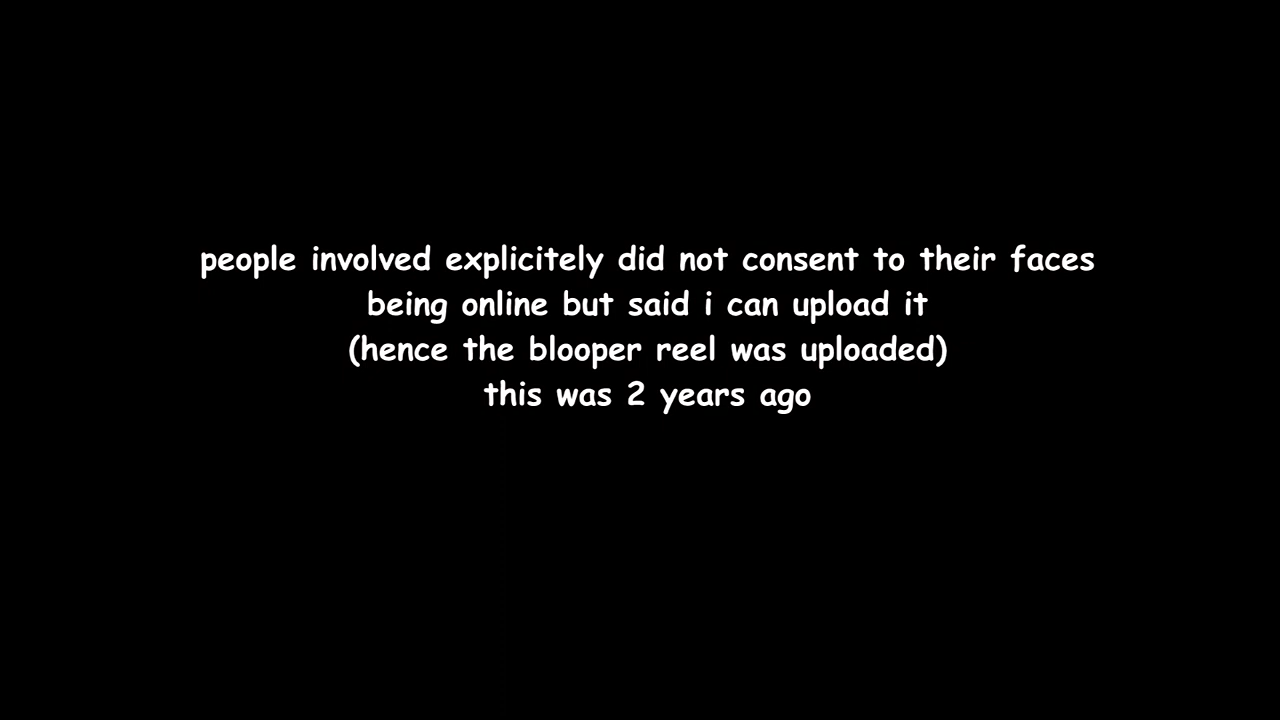 people involved explicitely did not consent to their faces
being online but said i can upload it
(hence the blooper reel was uploaded)
this was 2 years ago